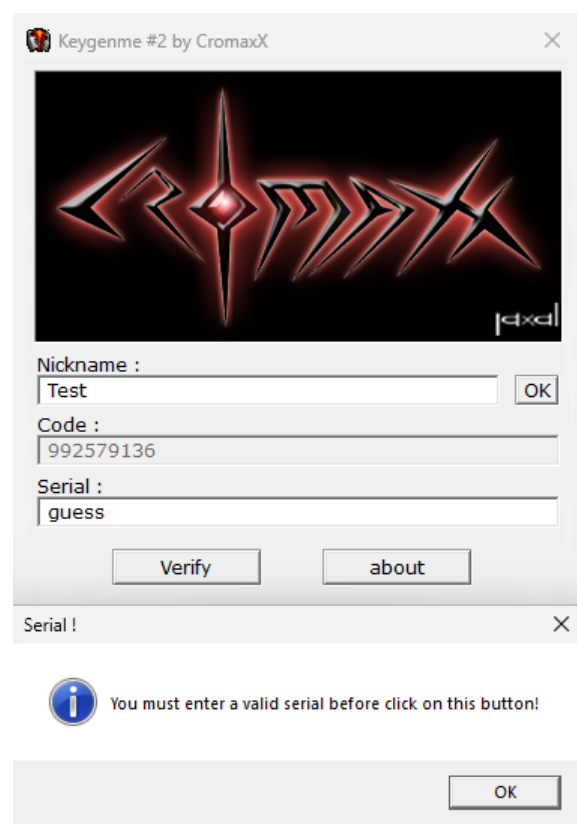 Keygenme #2 by CromaxX
CROMAXX
jaxal
Nickname :
Test
OK
Code :
992579136
Serial :
guess
Verify about
Serial !
You must enter a valid serial before click on this button!
OK